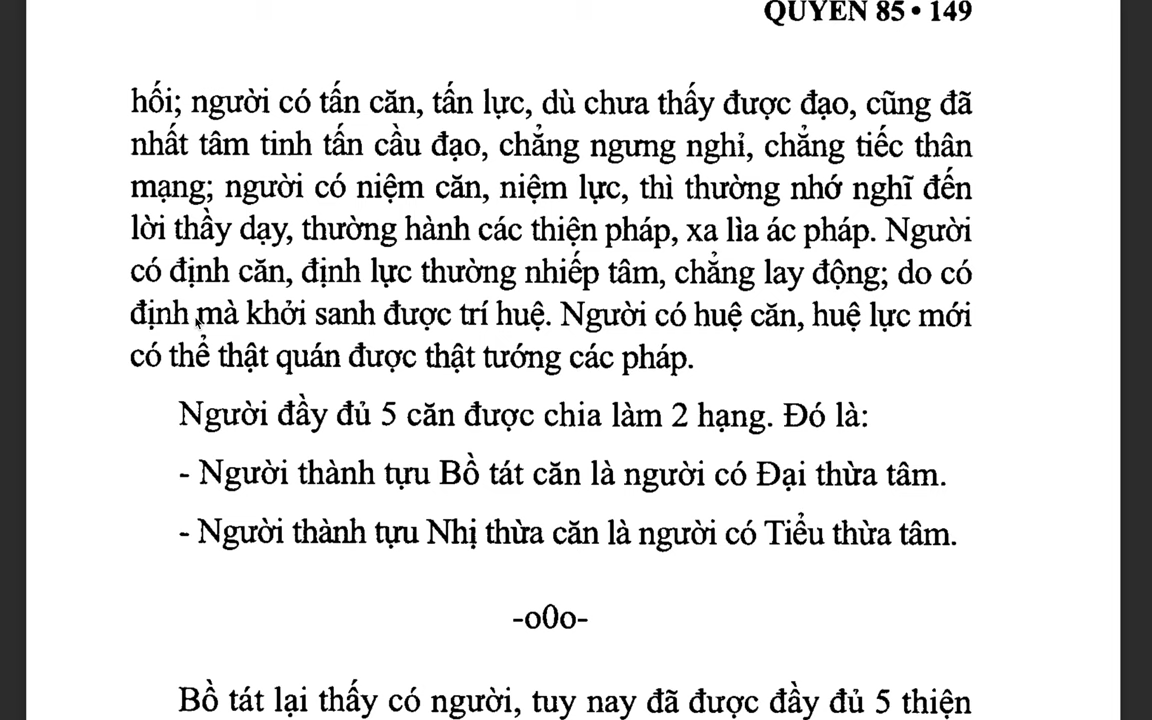 QUYỂN 85 • 149
hối; người có tấn căn, tấn lực, dù chưa thấy được đạo, cũng đã
nhất tâm tinh tấn cầu đạo, chẳng ngưng nghỉ, chẳng tiếc thân
mạng; người có niệm căn, niệm lực, thì thường nhớ nghĩ đến
lời thầy dạy, thường hành các thiện pháp, xa lìa ác pháp. Người
có định căn, định lực thường nhiếp tâm, chẳng lay động; do có
định mà khởi sanh được trí huệ. Người có huệ căn, huệ lực mới
có thể thật quán được thật tướng các pháp.
Người đầy đủ 5 căn được chia làm 2 hạng. Đó là:
- Người thành tựu Bồ tát căn là người có Đại thừa tâm.
- Người thành tựu Nhị thừa căn là người có Tiểu thừa tâm.
-o0o-
Bồ tát lại thấy có người, tuy nay đã được đầy đủ 5 thiện